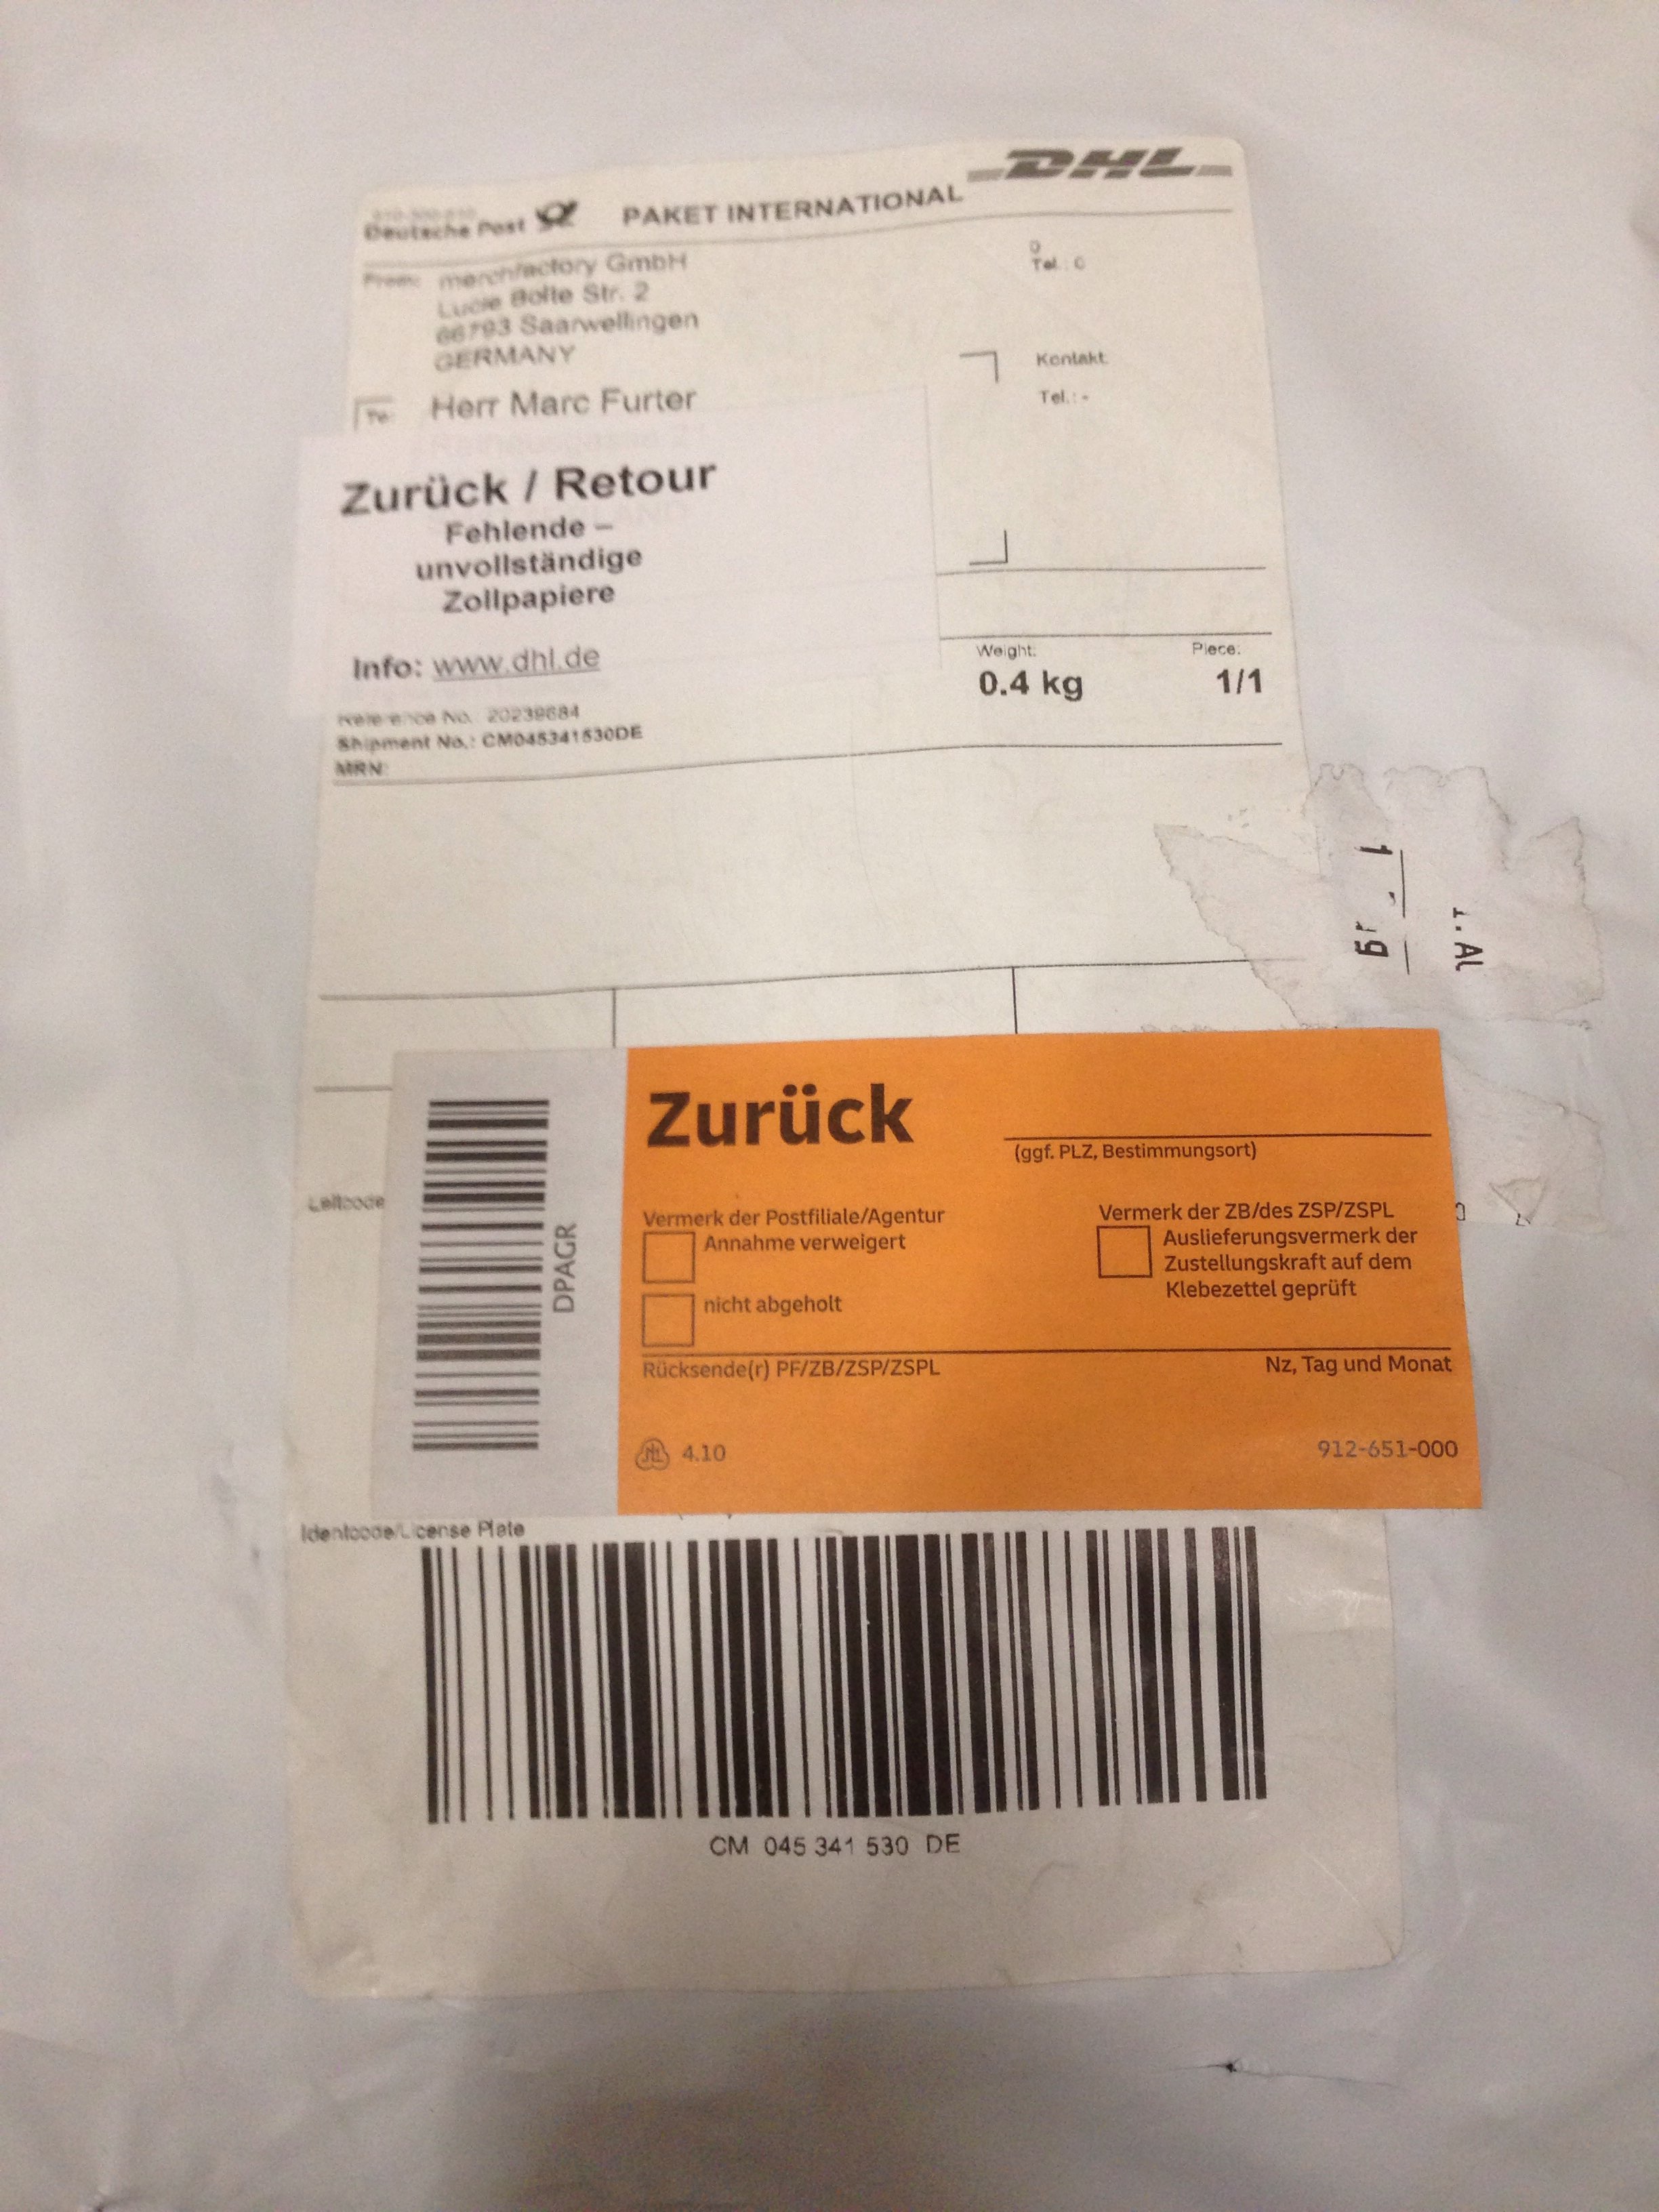 DHL
Deutsche Post
PAKET INTERNATIONAL
From: merchfactory GmbH
Lucie Bolte Str. 2
66793 Saarwellingen
GERMANY
Tel.: 0
Kontakt:
Tel.: -
To: Herr Marc Furter
Zurück / Retour
Fehlende –
unvollständige
Zollpapiere
Info: www.dhl.de
Weight: Piece:
0.4 kg 1/1
Reference No.: 20239684
Shipment No.: CM045341530DE
MRN:
Zurück
(ggf. PLZ, Bestimmungsort)
Vermerk der Postfiliale/Agentur
Annahme verweigert
nicht abgeholt
Vermerk der ZB/des ZSP/ZSPL
Auslieferungsvermerk der
Zustellungskraft auf dem
Klebezettel geprüft
Rücksende(r) PF/ZB/ZSP/ZSPL Nz, Tag und Monat
4.10 912-651-000
DPAGR
Leitcode
Identcode/License Plate
CM 045 341 530 DE